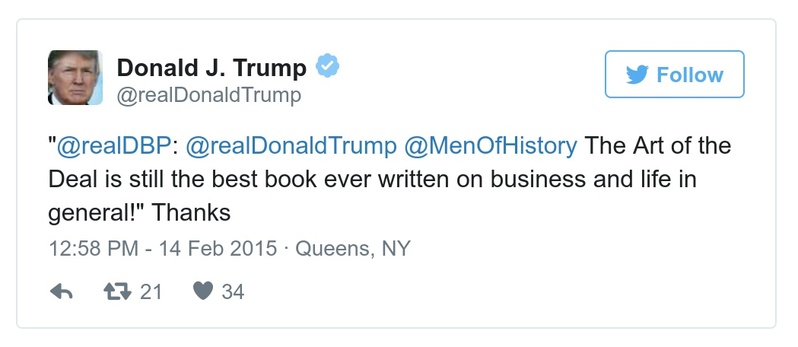 Donald J. Trump
@realDonaldTrump
Follow
"@realDBP: @realDonaldTrump @MenOfHistory The Art of the
Deal is still the best book ever written on business and life in
general!" Thanks
12:58 PM - 14 Feb 2015 · Queens, NY
21 34